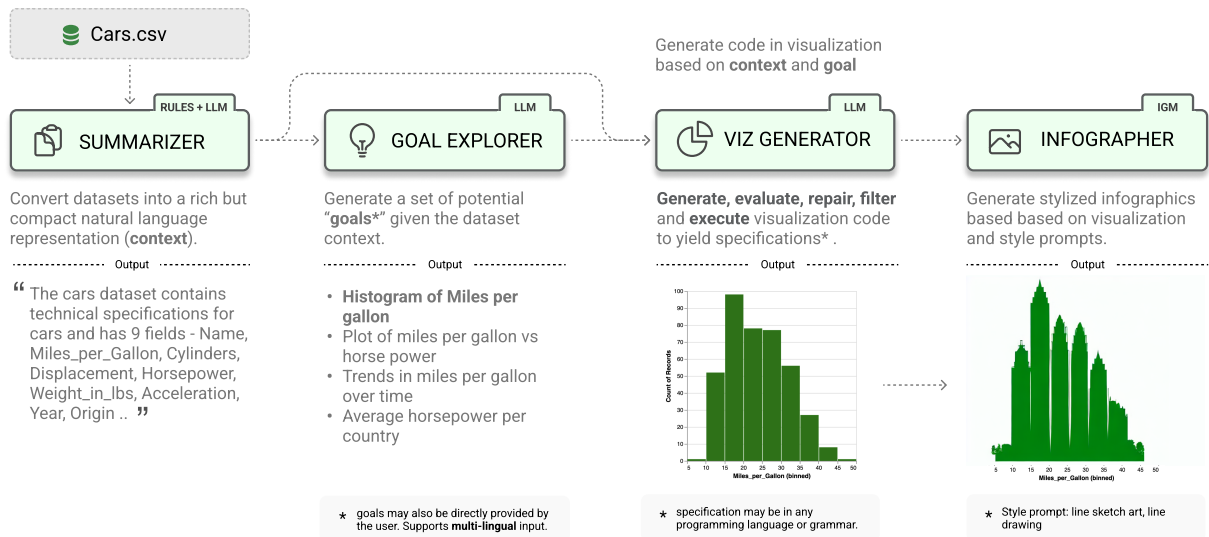 Cars.csv
Generate code in visualization
based on context and goal
RULES + LLM
SUMMARIZER
LLM
GOAL EXPLORER
LLM
VIZ GENERATOR
IGM
INFOGRAPHER
Convert datasets into a rich but
compact natural language
representation (context).
Output
“ The cars dataset contains
technical specifications for
cars and has 9 fields - Name,
Miles_per_Gallon, Cylinders,
Displacement, Horsepower,
Weight_in_lbs, Acceleration,
Year, Origin .. ”
Generate a set of potential
“goals*” given the dataset
context.
Output
• Histogram of Miles per
gallon
• Plot of miles per gallon vs
horse power
• Trends in miles per gallon
over time
• Average horsepower per
country
* goals may also be directly provided by
the user. Supports multi-lingual input.
Generate, evaluate, repair, filter
and execute visualization code
to yield specifications* .
Output
Count of Records
100
90
80
70
60
50
40
30
20
10
0
5 10 15 20 25 30 35 40 45 50
Miles_per_Gallon (binned)
* specification may be in any
programming language or grammar.
Generate stylized infographics
based based on visualization
and style prompts.
Output
5 10 15 20 25 30 35 40 45 50
Miles_per_Gallon (binned)
* Style prompt: line sketch art, line
drawing